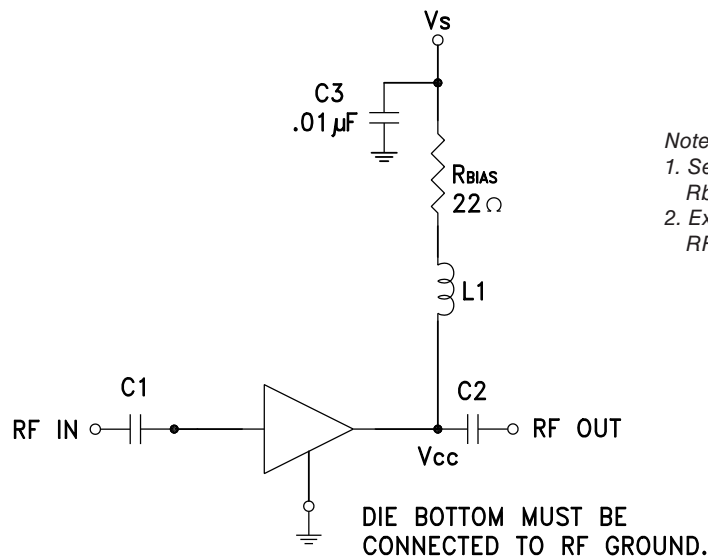 Vs
C3
.01µF
RBIAS
22Ω
L1
C1
C2
RF IN
RF OUT
Vcc
DIE BOTTOM MUST BE
CONNECTED TO RF GROUND.
Note
1. Se
Rb
2. Ex
RF